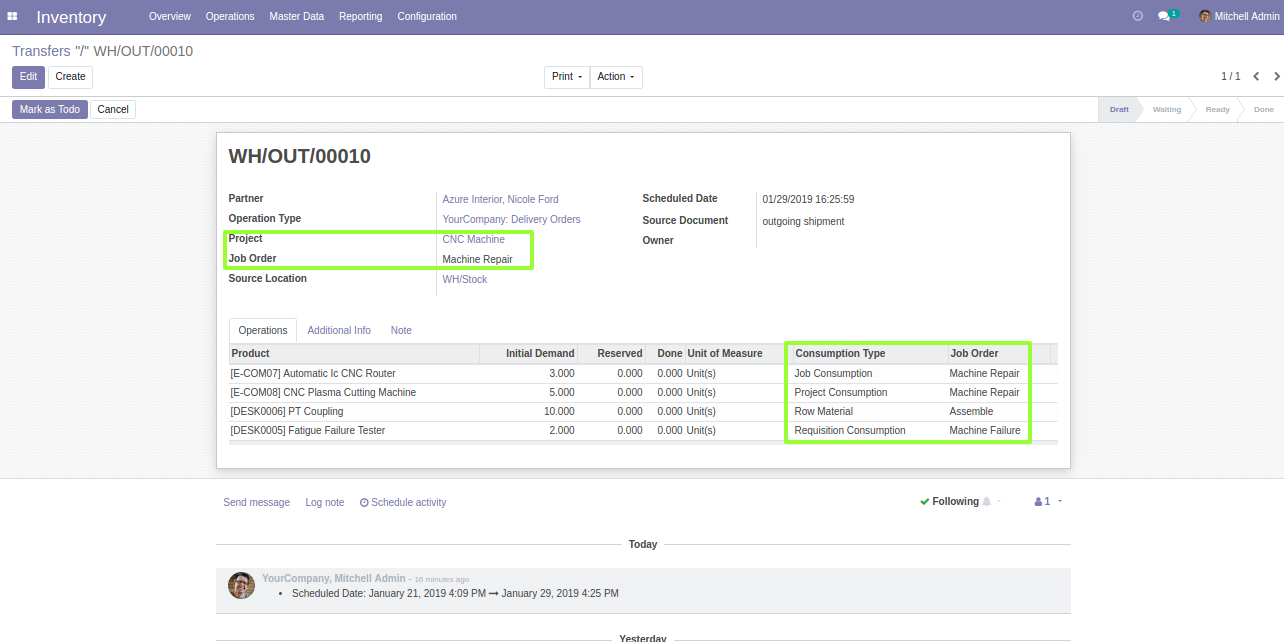 Inventory Overview Operations Master Data Reporting Configuration 1 Mitchell Admin
Transfers "/" WH/OUT/00010
Edit Create Print Action 1 / 1
Mark as Todo Cancel Draft Waiting Ready Done
WH/OUT/00010
Partner Azure Interior, Nicole Ford Scheduled Date 01/29/2019 16:25:59
Operation Type YourCompany: Delivery Orders Source Document outgoing shipment
Project CNC Machine Owner
Job Order Machine Repair
Source Location WH/Stock
Operations Additional Info Note
Product Initial Demand Reserved Done Unit of Measure Consumption Type Job Order
[E-COM07] Automatic Ic CNC Router 3.000 0.000 0.000 Unit(s) Job Consumption Machine Repair
[E-COM08] CNC Plasma Cutting Machine 5.000 0.000 0.000 Unit(s) Project Consumption Machine Repair
[DESK0006] PT Coupling 10.000 0.000 0.000 Unit(s) Row Material Assemble
[DESK0005] Fatigue Failure Tester 2.000 0.000 0.000 Unit(s) Requisition Consumption Machine Failure
Send message Log note Schedule activity Following 1
Today
YourCompany, Mitchell Admin - 16 minutes ago
• Scheduled Date: January 21, 2019 4:09 PM → January 29, 2019 4:25 PM
Yesterday